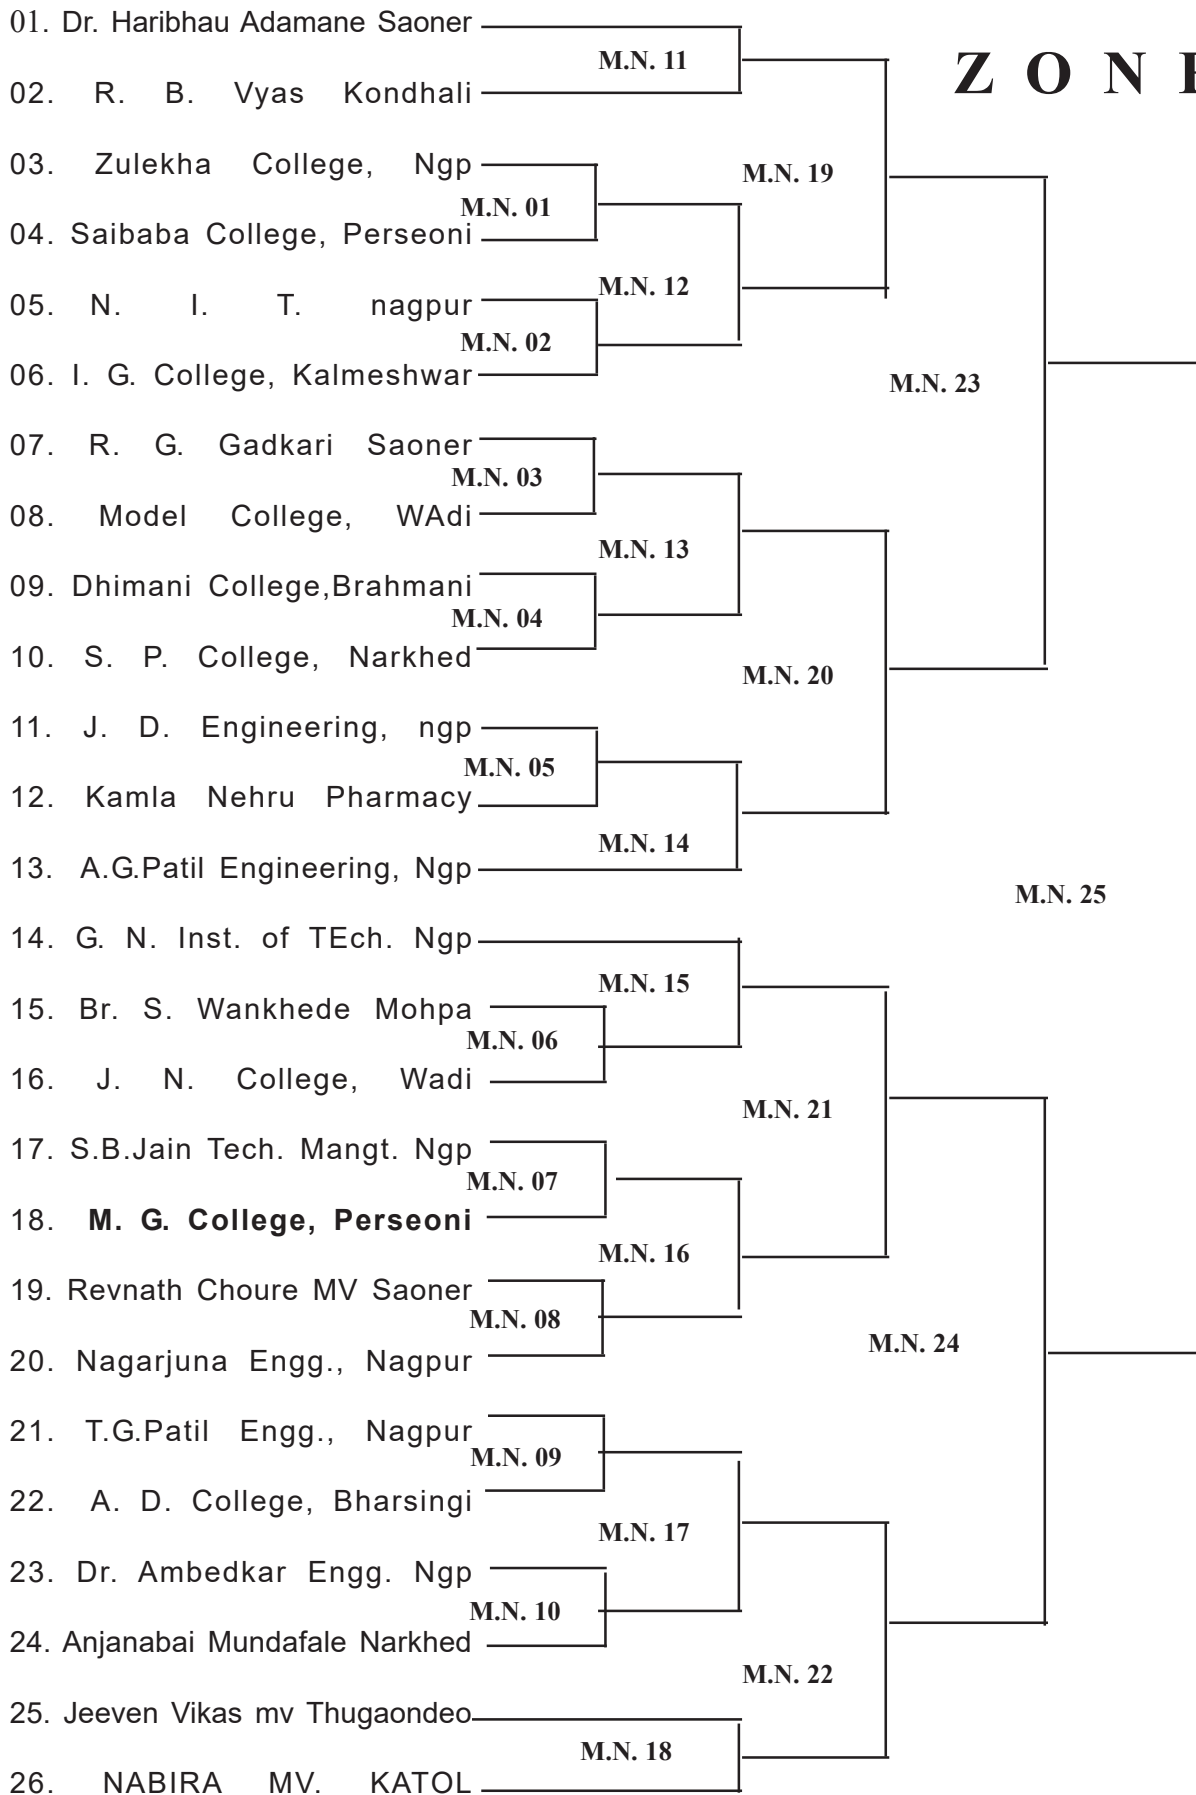 01. Dr. Haribhau Adamane Saoner
M.N. 11
Z O N
02. R. B. Vyas Kondhali
03. Zulekha College, Ngp
M.N. 19
M.N. 01
04. Saibaba College, Perseoni
M.N. 12
05. N. I. T. nagpur
M.N. 02
06. I. G. College, Kalmeshwar
M.N. 23
07. R. G. Gadkari Saoner
M.N. 03
08. Model College, WAdi
M.N. 13
09. Dhimani College,Brahmani
M.N. 04
10. S. P. College, Narkhed
M.N. 20
11. J. D. Engineering, ngp
M.N. 05
12. Kamla Nehru Pharmacy
M.N. 14
13. A.G.Patil Engineering, Ngp
M.N. 25
14. G. N. Inst. of TEch. Ngp
M.N. 15
15. Br. S. Wankhede Mohpa
M.N. 06
16. J. N. College, Wadi
M.N. 21
17. S.B.Jain Tech. Mangt. Ngp
M.N. 07
18. M. G. College, Perseoni
M.N. 16
19. Revnath Choure MV Saoner
M.N. 08
M.N. 24
20. Nagarjuna Engg., Nagpur
21. T.G.Patil Engg., Nagpur
M.N. 09
22. A. D. College, Bharsingi
M.N. 17
23. Dr. Ambedkar Engg. Ngp
M.N. 10
24. Anjanabai Mundafale Narkhed
M.N. 22
25. Jeeven Vikas mv Thugaondeo
M.N. 18
26. NABIRA MV. KATOL